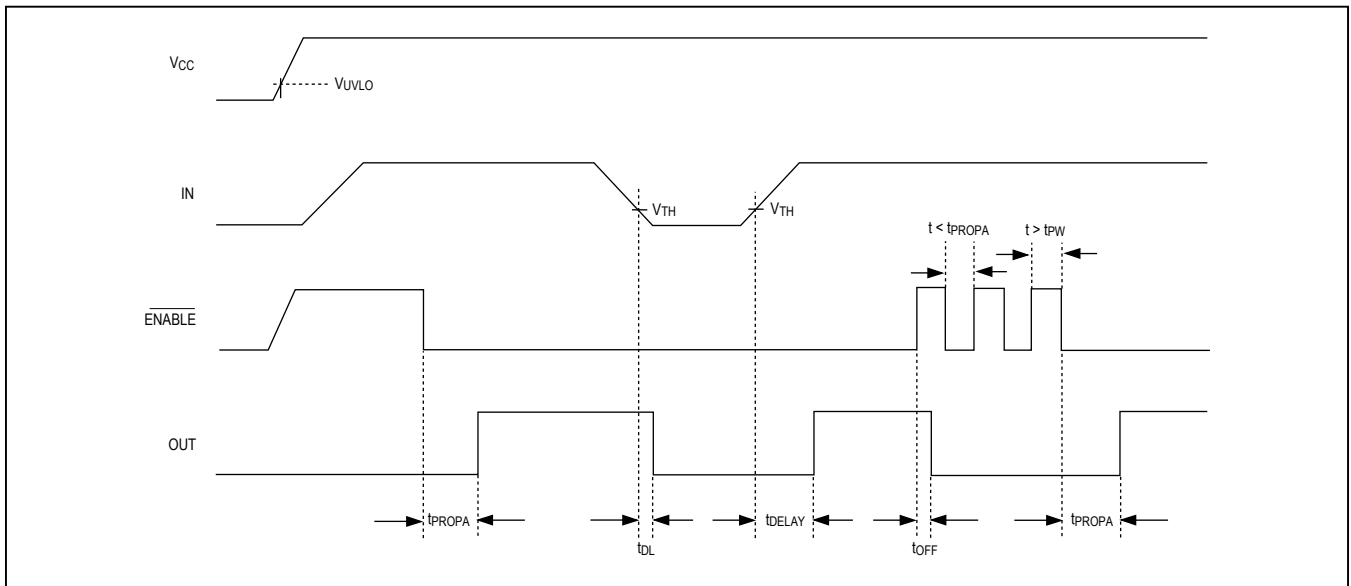 VCC
VUVLO
IN
VTH
VTH
t < tPROPA
t > tPW
ENABLE
OUT
tPROPA
tDL
tDELAY
tOFF
tPROPA